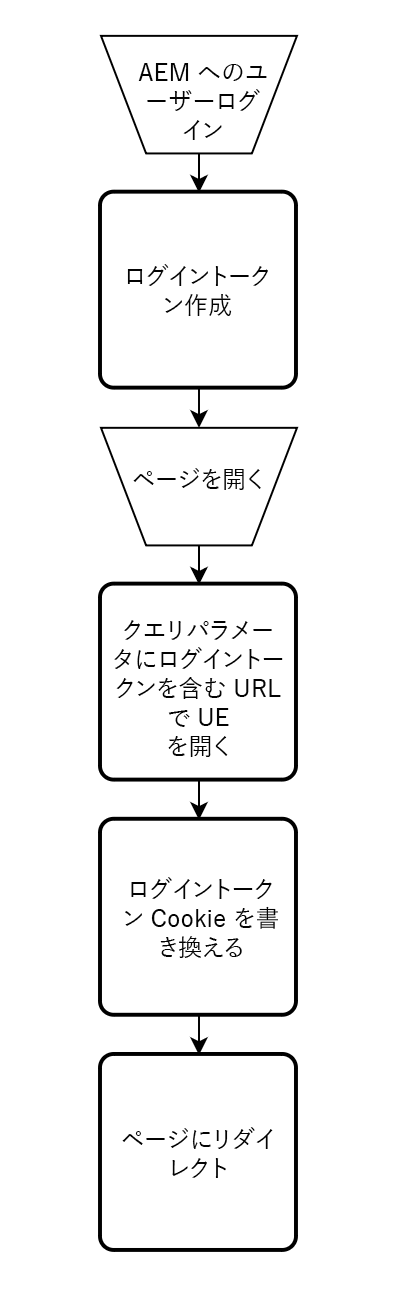 AEM へのユ
ーザーログ
イン
ログイントーク
ン作成
ページを開く
クエリパラメー
タにログイントー
クンを含む URL
で UE
を開く
ログイントーク
ン Cookie を書
き換える
ページにリダイ
レクト